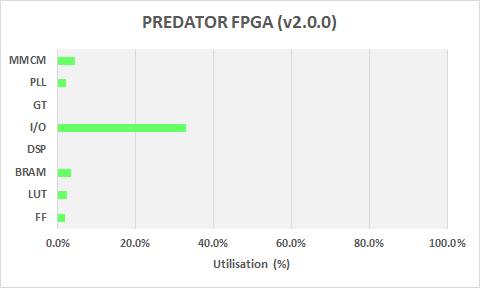 PREDATOR FPGA (v2.0.0)
MMCM
PLL
GT
I/O
DSP
BRAM
LUT
FF
0.0% 20.0% 40.0% 60.0% 80.0% 100.0%
Utilisation (%)